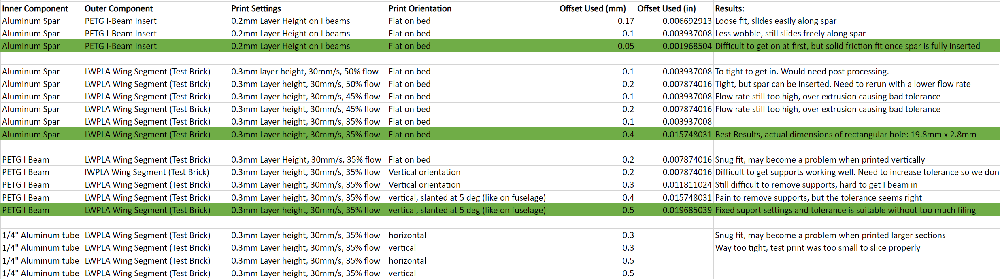 Inner Component Outer Component Print Settings Print Orientation Offset Used (mm) Offset Used (in) Results:
Aluminum Spar PETG I-Beam Insert 0.2mm Layer Height on I beams Flat on bed 0.17 0.006692913 Loose fit, slides easily along spar
Aluminum Spar PETG I-Beam Insert 0.2mm Layer Height on I beams Flat on bed 0.1 0.003937008 Less wobble, still slides freely along spar
Aluminum Spar PETG I-Beam Insert 0.2mm Layer Height on I beams Flat on bed 0.05 0.001968504 Difficult to get on at first, but solid friction fit once spar is fully inserted
Aluminum Spar LWPLA Wing Segment (Test Brick) 0.3mm layer height, 30mm/s, 50% flow Flat on bed 0.1 0.003937008 To tight to get in. Would need post processing.
Aluminum Spar LWPLA Wing Segment (Test Brick) 0.3mm Layer height, 30mm/s, 50% flow Flat on bed 0.2 0.007874016 Tight, but spar can be inserted. Need to rerun with a lower flow rate
Aluminum Spar LWPLA Wing Segment (Test Brick) 0.3mm Layer height, 30mm/s, 45% flow Flat on bed 0.1 0.003937008 Flow rate still too high, over extrusion causing bad tolerance
Aluminum Spar LWPLA Wing Segment (Test Brick) 0.3mm Layer height, 30mm/s, 45% flow Flat on bed 0.2 0.007874016 Flow rate still too high, over extrusion causing bad tolerance
Aluminum Spar LWPLA Wing Segment (Test Brick) 0.3mm Layer height, 30mm/s, 35% flow Flat on bed 0.1 0.003937008
Aluminum Spar LWPLA Wing Segment (Test Brick) 0.3mm Layer height, 30mm/s, 35% flow Flat on bed 0.4 0.015748031 Best Results, actual dimensions of rectangular hole: 19.8mm x 2.8mm
PETG I Beam LWPLA Wing Segment (Test Brick) 0.3mm Layer Height, 30mm/s, 35% flow Flat on bed 0.2 0.007874016 Snug fit, may become a problem when printed vertically
PETG I Beam lWPLA Wing Segment (Test Brick) 0.3mm Layer height, 30mm/s, 35% flow Vertical orientation 0.2 0.007874016 Difficult to get supports working well. Need to increase tolerance so we don
PETG I Beam LWPLA Wing Segment (Test Brick) 0.3mm Layer height, 30mm/s, 35% flow Vertical orientation 0.3 0.011811024 Still difficult to remove supports, hard to get I beam in
PETG I Beam LWPLA Wing Segment (Test Brick) 0.3mm Layer height, 30mm/s, 35% flow vertical, slanted at 5 deg (like on fuselage) 0.4 0.015748031 Pain to remove supports, but the tolerance seems right
PETG I Beam LWPLA Wing Segment (Test Brick) 0.3mm Layer height, 30mm/s, 35% flow vertical, slanted at 5 deg (like on fuselage) 0.5 0.019685039 Fixed suport settings and tolerance is suitable without too much filing
1/4" Aluminum tube LWPLA Wing Segment (Test Brick) 0.3mm Layer height, 30mm/s, 35% flow horizontal 0.3 Snug fit, may become a problem when printed larger sections
1/4" Aluminum tube LWPLA Wing Segment (Test Brick) 0.3mm Layer height, 30mm/s, 35% flow vertical 0.3 Way too tight, test print was too small to slice properly
1/4" Aluminum tube LWPLA Wing Segment (Test Brick) 0.3mm Layer height, 30mm/s, 35% flow horizontal 0.5
1/4" Aluminum tube LWPLA Wing Segment (Test Brick) 0.3mm Layer height, 30mm/s, 35% flow vertical 0.5